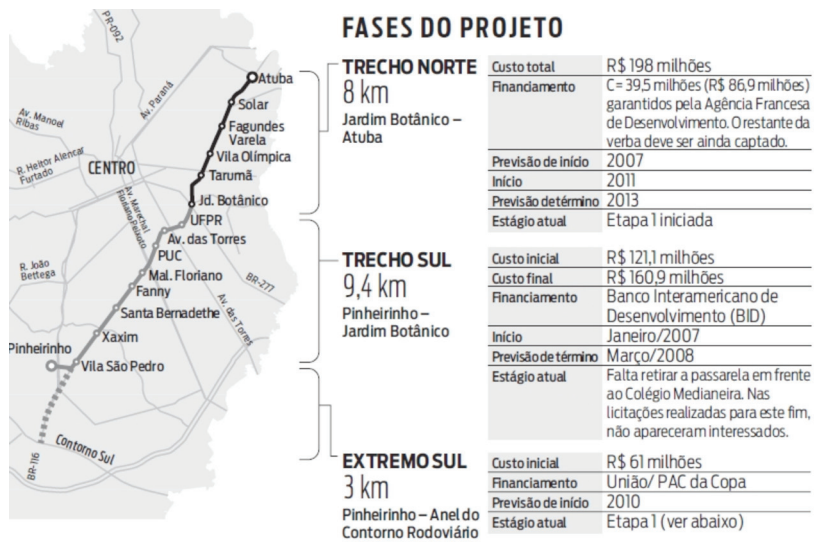 FASES DO PROJETO
PR-092
Atuba
Solar
Av. Paraná
Fagundes
Varela
Av. Manoel
Ribas
Vila Olímpica
R. Heitor Alencar
Furtado
CENTRO
Tarumã
Av. Marechal
Floriano Peixoto
Jd. Botânico
UFPR
Av. das Torres
PUC
R. João
Bettega
Mal. Floriano
BR-277
Fanny
Av. das Torres
Santa Bernadethe
Xaxim
Pinheirinho
Vila São Pedro
Contorno Sul
BR-116
TRECHO NORTE
8 km
Jardim Botânico –
Atuba
Custo total R$ 198 milhões
Financiamento C= 39,5 milhões (R$ 86,9 milhões)
garantidos pela Agência Francesa
de Desenvolvimento. O restante da
verba deve ser ainda captado.
Previsão de início 2007
Início 2011
Previsão de término 2013
Estágio atual Etapa 1 iniciada
TRECHO SUL
9,4 km
Pinheirinho –
Jardim Botânico
Custo inicial R$ 121,1 milhões
Custo final R$ 160,9 milhões
Financiamento Banco Interamericano de
Desenvolvimento (BID)
Início Janeiro/2007
Previsão de término Março/2008
Estágio atual Falta retirar a passarela em frente
ao Colégio Medianeira. Nas
licitações realizadas para este fim,
não apareceram interessados.
EXTREMO SUL
3 km
Pinheirinho – Anel do
Contorno Rodoviário
Custo inicial R$ 61 milhões
Financiamento União/ PAC da Copa
Previsão de início 2010
Estágio atual Etapa 1 (ver abaixo)